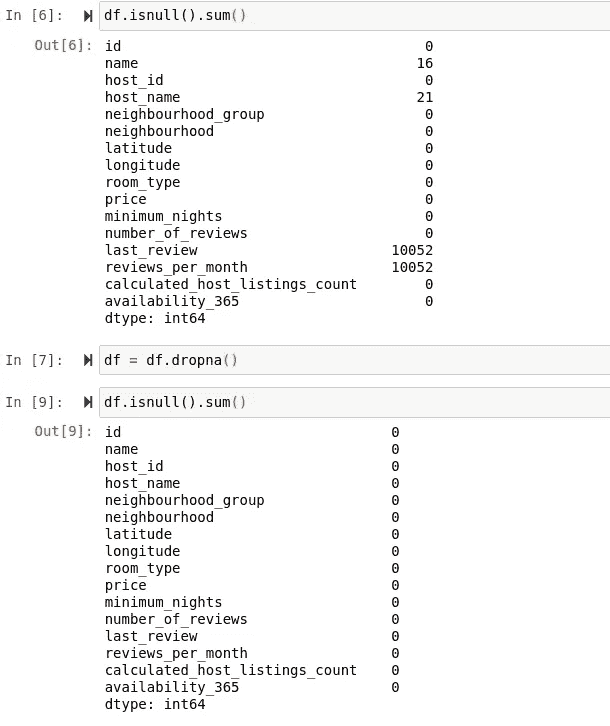 In [6]: df.isnull().sum()
Out[6]: id 0
name 16
host_id 0
host_name 21
neighbourhood_group 0
neighbourhood 0
latitude 0
longitude 0
room_type 0
price 0
minimum_nights 0
number_of_reviews 0
last_review 10052
reviews_per_month 10052
calculated_host_listings_count 0
availability_365 0
dtype: int64
In [7]: df = df.dropna()
In [9]: df.isnull().sum()
Out[9]: id 0
name 0
host_id 0
host_name 0
neighbourhood_group 0
neighbourhood 0
latitude 0
longitude 0
room_type 0
price 0
minimum_nights 0
number_of_reviews 0
last_review 0
reviews_per_month 0
calculated_host_listings_count 0
availability_365 0
dtype: int64